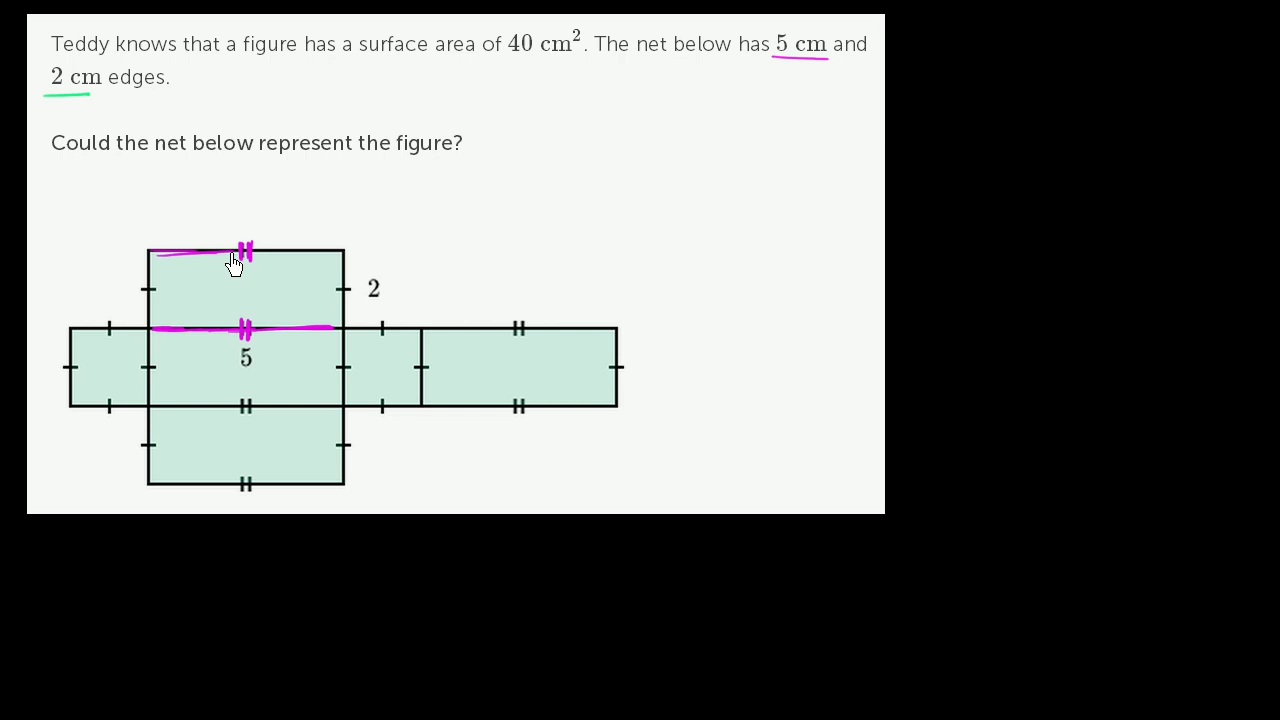 Teddy knows that a figure has a surface area of 40 cm². The net below has 5 cm and
2 cm edges.
Could the net below represent the figure?
2
5